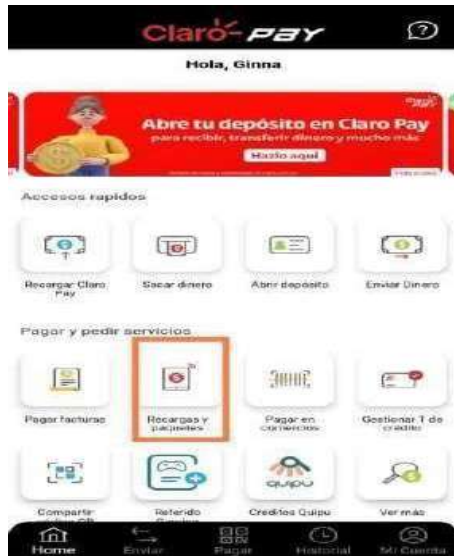 Claro-pay
Hola, Ginna
Abre tu depósito en Claro Pay
para recibir, transferir dinero y mucho más
Hazlo aquí
Accesos rapidos
Recargar Claro
Pay
Sacar dinero
Abrir depósito
Enviar Dinero
Pagar y pedir servicios
Pagar facturas
Recargas y
paquetes
Pagar en
comercios
Gestionar T de
crédito
Compartir
QR
Referido
QUIPU
Creditos Quipu
Ver más
Home
Enviar
Pagar
Historial
Mi Cuenta